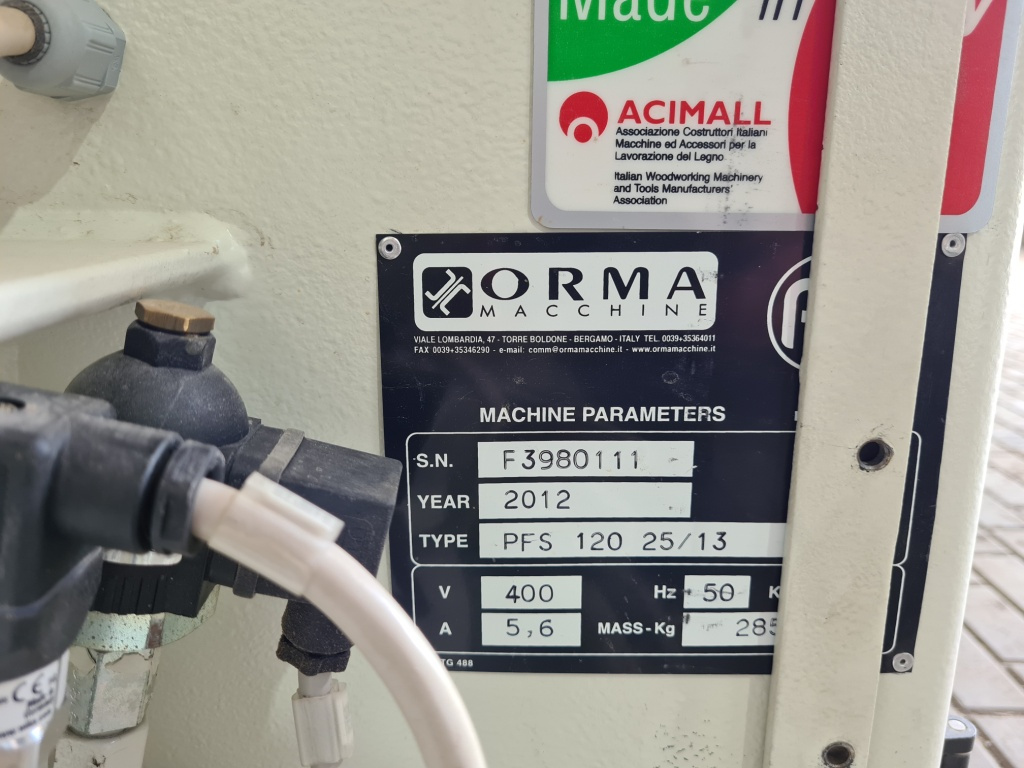 Made in
ACIMALL
Associazione Costruttori Italiani
Macchine ed Accessori per la
Lavorazione del Legno
Italian Woodworking Machinery
and Tools Manufacturers'
Association
ORMA
MACCHINE
VIALE LOMBARDIA, 47 - TORRE BOLDONE - BERGAMO - ITALY TEL. 0039+35364011
FAX 0039+35346290 - e-mail: comm@ormamacchine.it - www.ormamacchine.it
MACHINE PARAMETERS
S.N. F3980111
YEAR 2012
TYPE PFS 120 25/13
V 400 Hz 50 K
A 5,6 MASS-Kg 285
TG 488
CE